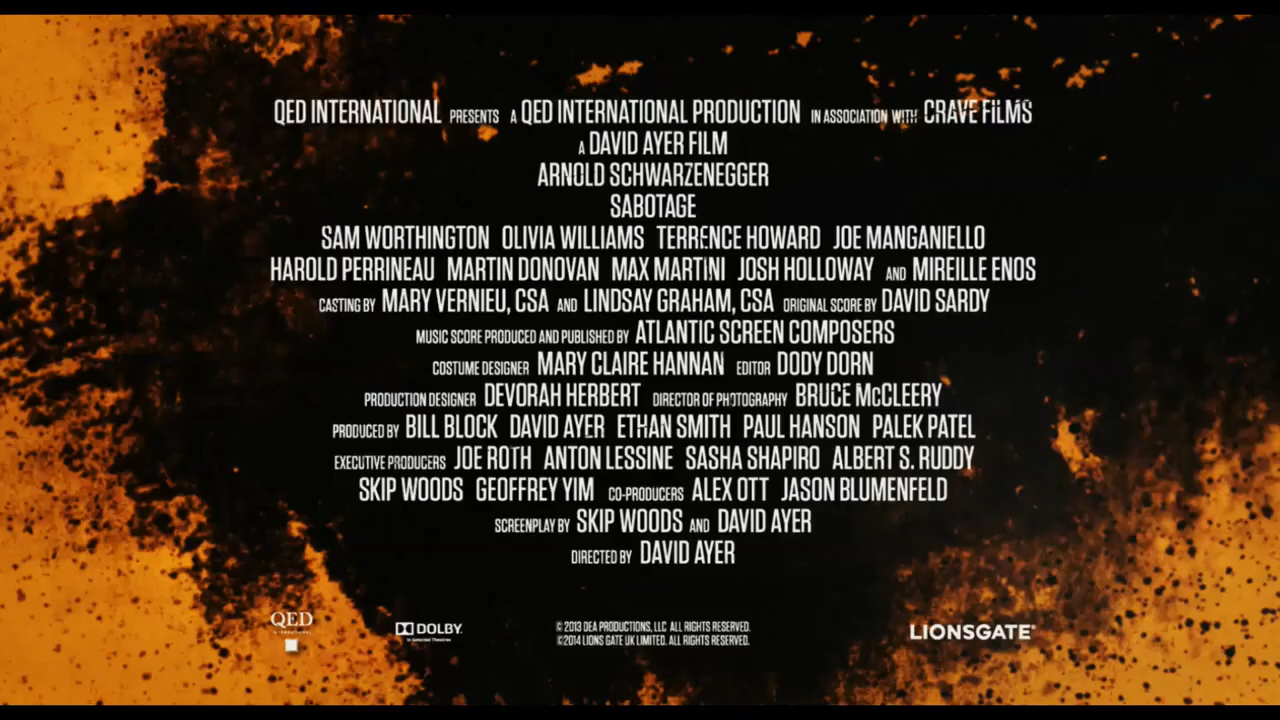 QED INTERNATIONAL PRESENTS A QED INTERNATIONAL PRODUCTION IN ASSOCIATION WITH CRAVE FILMS
A DAVID AYER FILM
ARNOLD SCHWARZENEGGER
SABOTAGE
SAM WORTHINGTON OLIVIA WILLIAMS TERRENCE HOWARD JOE MANGANIELLO
HAROLD PERRINEAU MARTIN DONOVAN MAX MARTINI JOSH HOLLOWAY AND MIREILLE ENOS
CASTING BY MARY VERNIEU, CSA AND LINDSAY GRAHAM, CSA ORIGINAL SCORE BY DAVID SARDY
MUSIC SCORE PRODUCED AND PUBLISHED BY ATLANTIC SCREEN COMPOSERS
COSTUME DESIGNER MARY CLAIRE HANNAN EDITOR DODY DORN
PRODUCTION DESIGNER DEVORAH HERBERT DIRECTOR OF PHOTOGRAPHY BRUCE McCLEERY
PRODUCED BY BILL BLOCK DAVID AYER ETHAN SMITH PAUL HANSON PALEK PATEL
EXECUTIVE PRODUCERS JOE ROTH ANTON LESSINE SASHA SHAPIRO ALBERT S. RUDDY
SKIP WOODS GEOFFREY YIM CO-PRODUCERS ALEX OTT JASON BLUMENFELD
SCREENPLAY BY SKIP WOODS AND DAVID AYER
DIRECTED BY DAVID AYER
QED
INTERNATIONAL
DOLBY
In Selected Theatres
© 2013 DEA PRODUCTIONS, LLC ALL RIGHTS RESERVED.
©2014 LIONS GATE UK LIMITED. ALL RIGHTS RESERVED.
LIONSGATE®